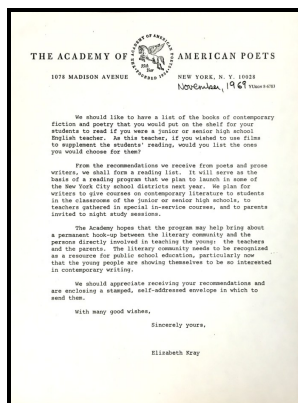 THE ACADEMY OF AMERICAN POETS
1078 MADISON AVENUE NEW YORK, N. Y. 10028
November, 1969
We should like to have a list of the books of contemporary
fiction and poetry that you would put on the shelf for your
students to read if you were a junior or senior high school
English teacher. As this teacher, if you wished to use films
to supplement the students' reading, would you list the ones
you would choose for them?
From the recommendations we receive from poets and prose
writers, we shall form a reading list. It will serve as the
basis of a reading program that we plan to launch in some of
the New York City school districts next year. We plan for
writers to give courses on contemporary literature to students
in the classrooms of the junior or senior high schools, to
teachers gathered in special in-service courses, and to parents
invited to night study sessions.
The Academy hopes that the program may help bring about
a permanent hook-up between the literary community and the
persons directly involved in teaching the young: the teachers
and the parents. The literary community needs to be recognized
as a resource for public school education, particularly now
that the young people are showing themselves to be so interested
in contemporary writing.
We should appreciate receiving your recommendations and
are enclosing a stamped, self-addressed envelope in which to
send them.
With many good wishes,
Sincerely yours,
Elizabeth Kray